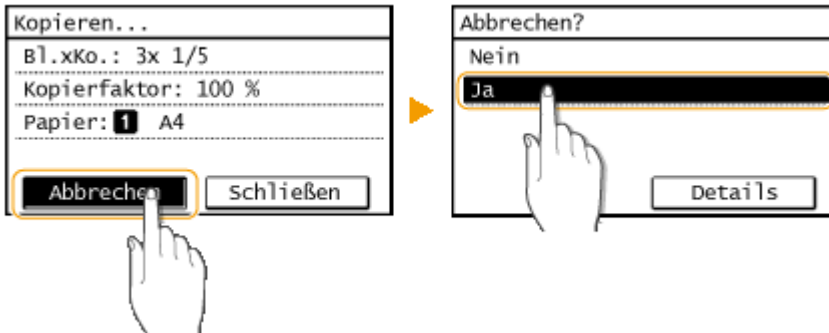 Kopieren...
Bl.xKo.: 3x 1/5
Kopierfaktor: 100 %
Papier: 1 A4
Abbrechen Schließen
Abbrechen?
Nein
Ja
Details